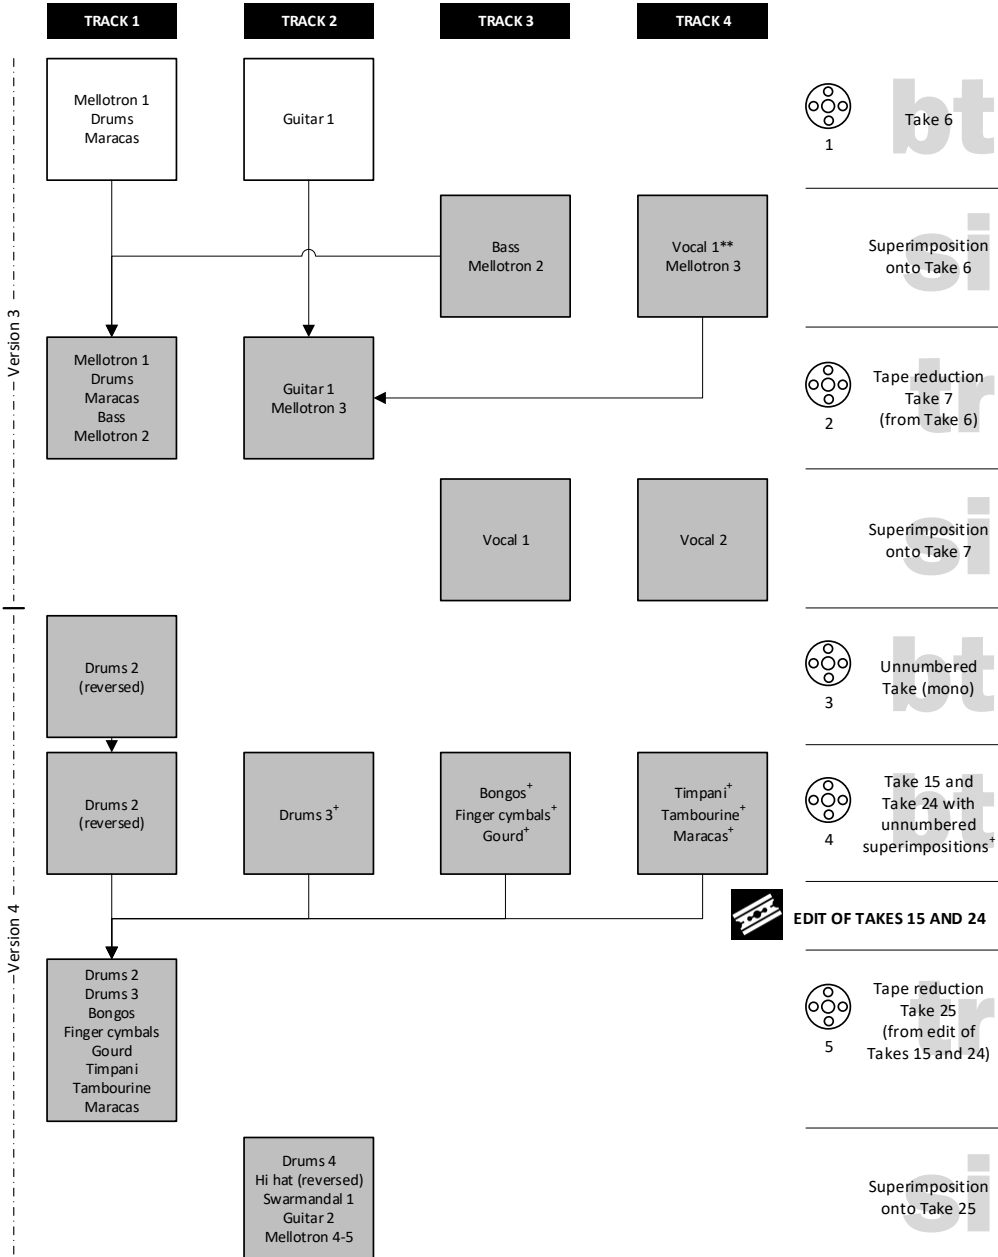 TRACK 1
TRACK 2
TRACK 3
TRACK 4
Version 3
Mellotron 1
Drums
Maracas
Guitar 1
1
bt
Take 6
Bass
Mellotron 2
Vocal 1**
Mellotron 3
si
Superimposition
onto Take 6
Mellotron 1
Drums
Maracas
Bass
Mellotron 2
Guitar 1
Mellotron 3
2
tr
Tape reduction
Take 7
(from Take 6)
Vocal 1
Vocal 2
si
Superimposition
onto Take 7
Version 4
Drums 2
(reversed)
3
bt
Unnumbered
Take (mono)
Drums 2
(reversed)
Drums 3+
Bongos+
Finger cymbals+
Gourd+
Timpani+
Tambourine+
Maracas+
4
bt
Take 15 and
Take 24 with
unnumbered
superimpositions+
EDIT OF TAKES 15 AND 24
Drums 2
Drums 3
Bongos
Finger cymbals
Gourd
Timpani
Tambourine
Maracas
5
tr
Tape reduction
Take 25
(from edit of
Takes 15 and 24)
Drums 4
Hi hat (reversed)
Swarmandal 1
Guitar 2
Mellotron 4-5
si
Superimposition
onto Take 25